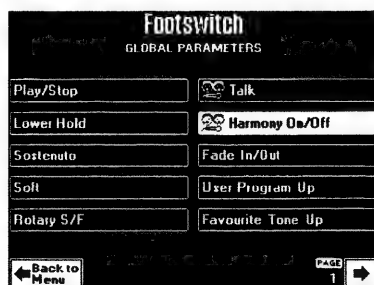 Footswitch
GLOBAL PARAMETERS
Play/Stop
Talk
Lower Hold
Harmony On/Off
Sostenuto
Fade In/Out
Soft
User Program Up
Rotary S/F
Favourite Tone Up
Back to
Menu
PAGE
1